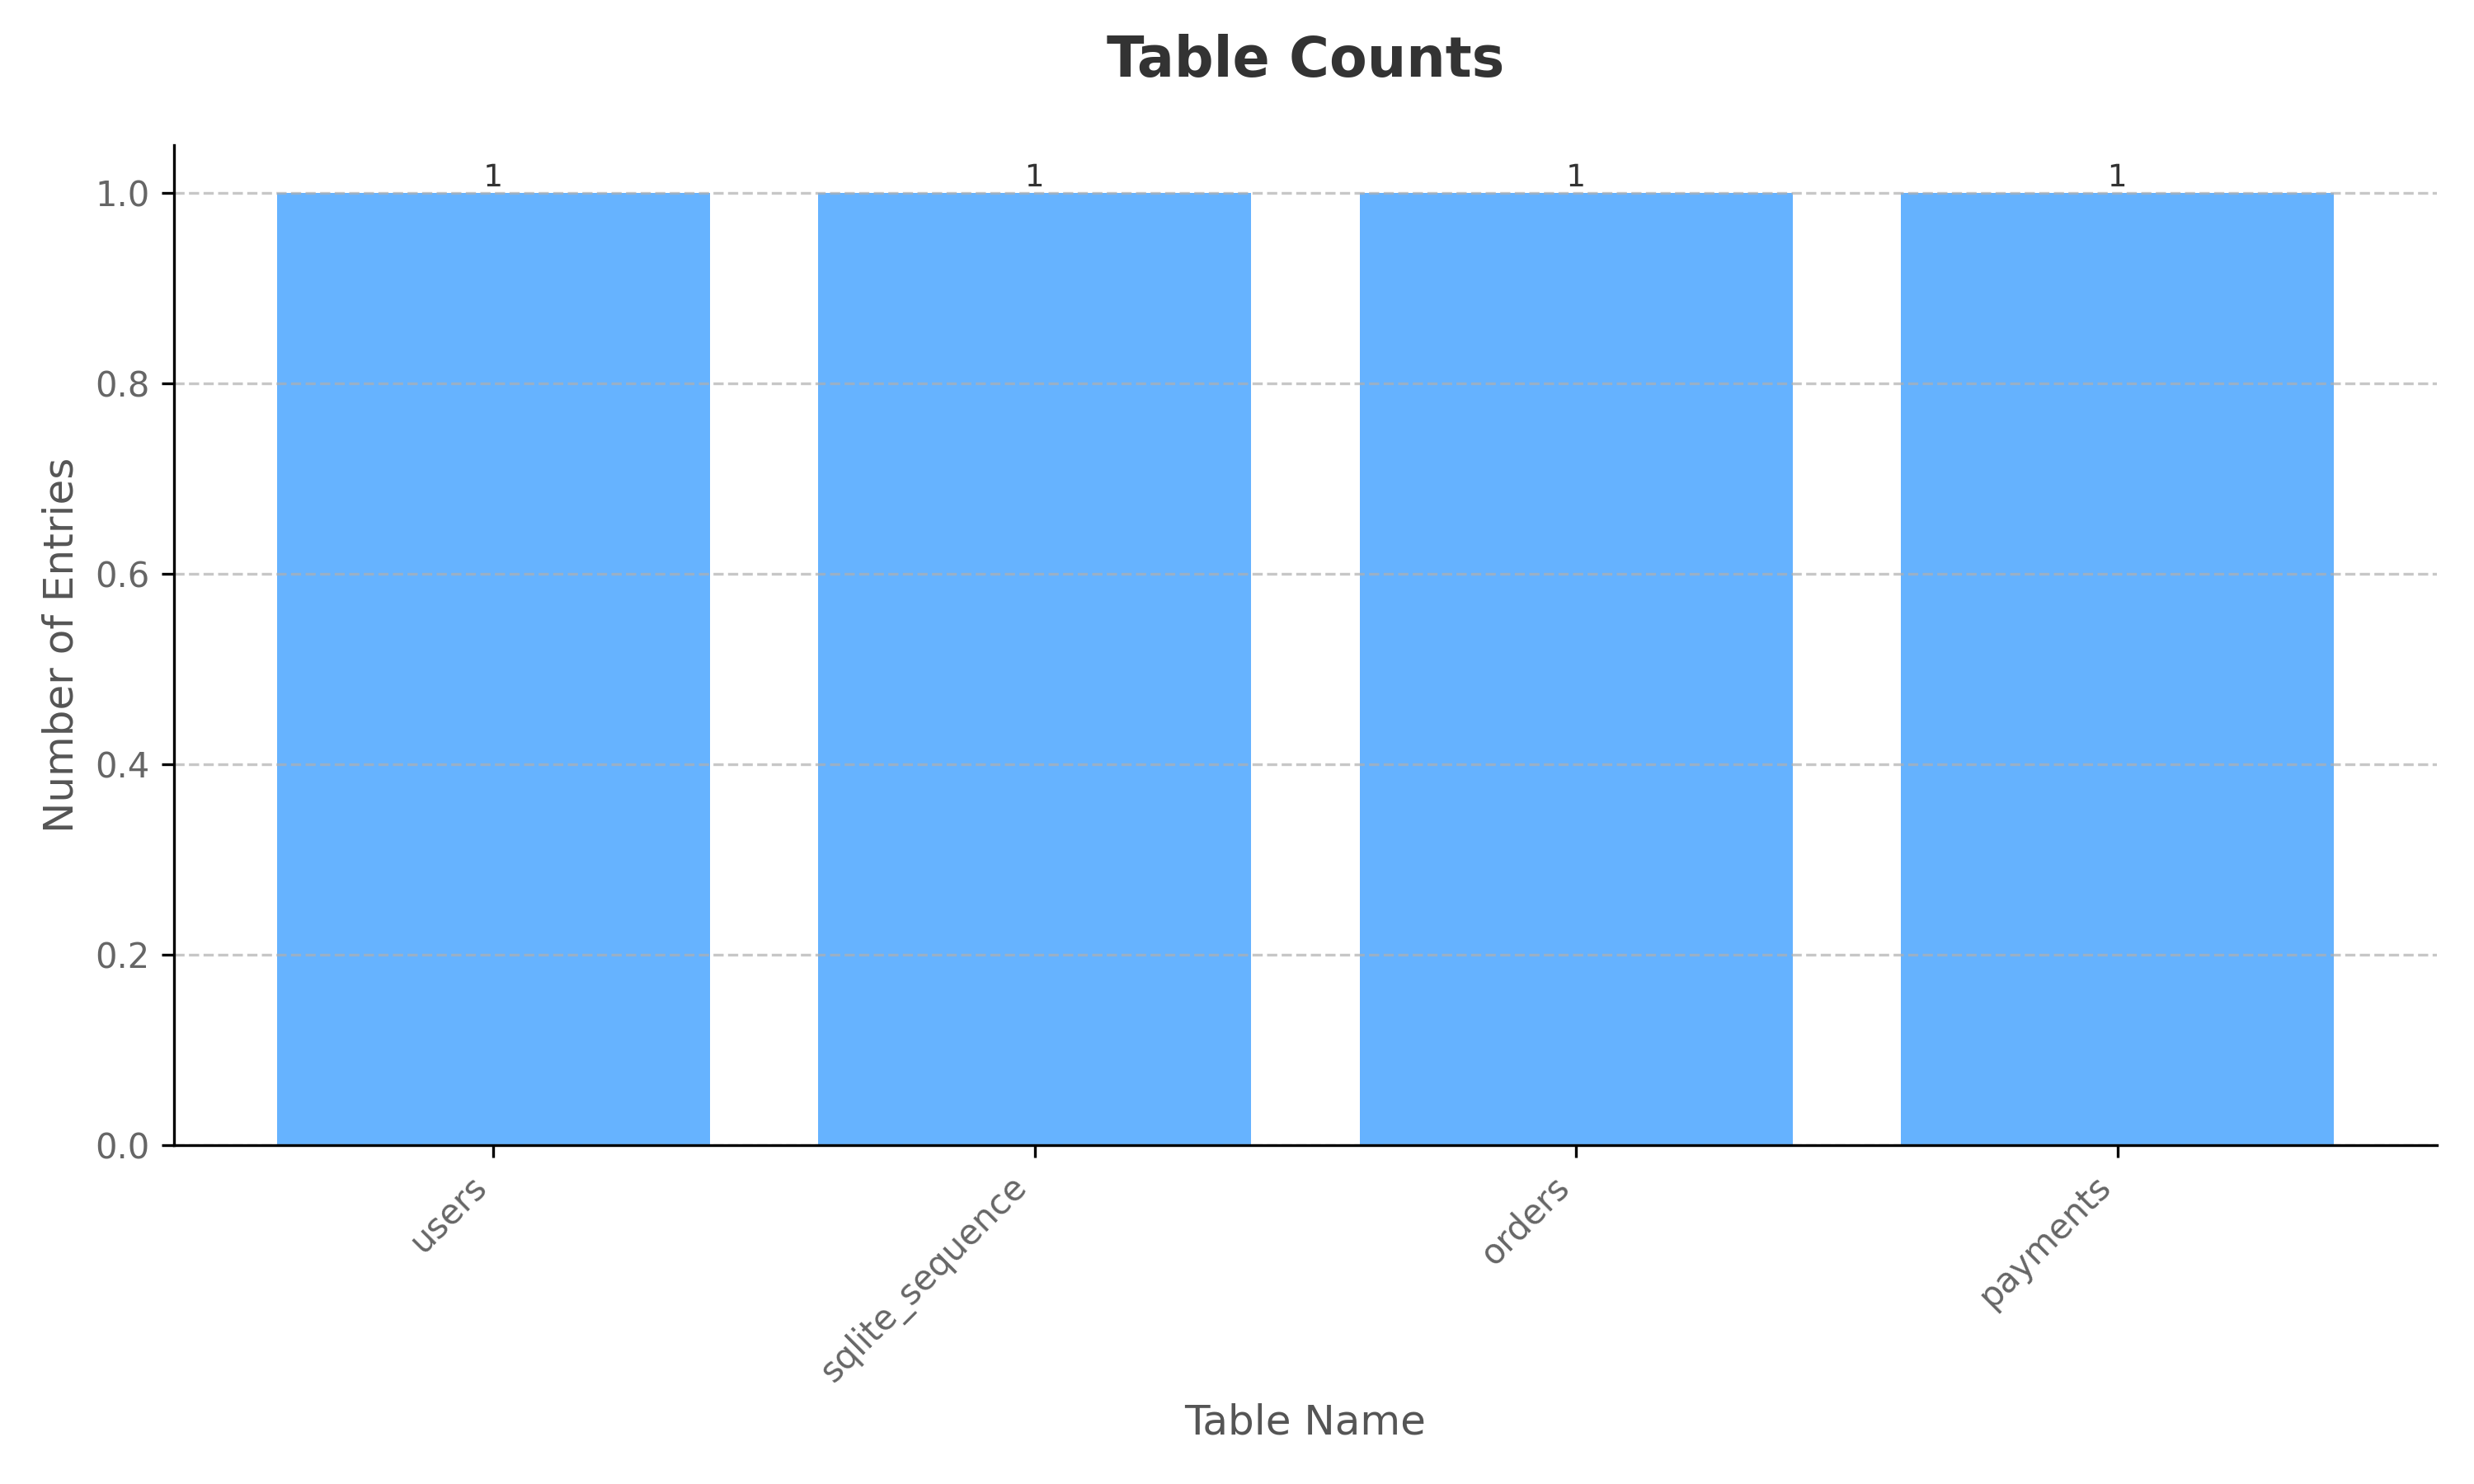 Table Counts
1 1 1 1
1.0
0.8
0.6
0.4
0.2
0.0
Number of Entries
users
sqlite_sequence
orders
payments
Table Name